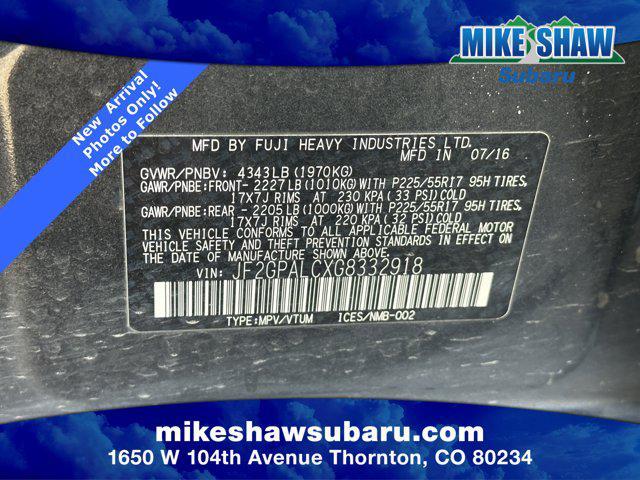 MIKE SHAW
Subaru
New Arrival
Photos Only!
More to Follow
MFD BY FUJI HEAVY INDUSTRIES LTD.
MFD IN 07/16
GVWR/PNBV: 4343LB (1970KG)
GAWR/PNBE:FRONT- 2227LB (1010KG) WITH P225/55R17 95H TIRES,
17X7J RIMS AT 230 KPA (33 PSI) COLD
GAWR/PNBE:REAR - 2205LB (1000KG) WITH P225/55R17 95H TIRES,
17X7J RIMS AT 220 KPA (32 PSI) COLD
THIS VEHICLE CONFORMS TO ALL APPLICABLE FEDERAL MOTOR
VEHICLE SAFETY AND BUMPER STANDARDS IN EFFECT ON
THE DATE OF MANUFACTURE SHOWN ABOVE.
VIN: JF2GPALCXG8332918
TYPE:MPV/VTUM ICES/NMB-002
mikeshawsubaru.com
1650 W 104th Avenue Thornton, CO 80234